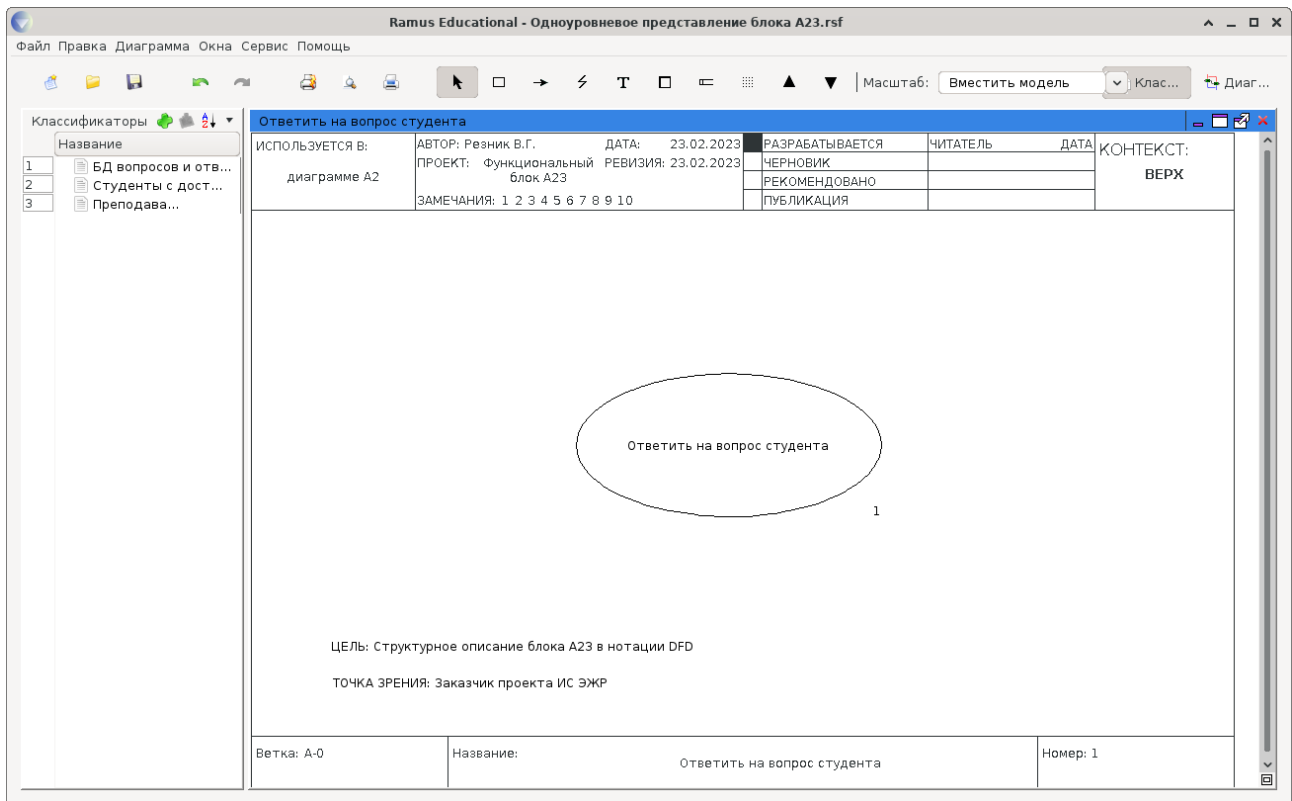 Ramus Educational - Одноуровневое представление блока A23.rsf
Файл Правка Диаграмма Окна Сервис Помощь
T Масштаб: Вместить модель Клас... Диаг...
Классификаторы
Название
1 БД вопросов и отв...
2 Студенты с дост...
3 Преподава...
Ответить на вопрос студента
ИСПОЛЬЗУЕТСЯ В:
диаграмме A2
АВТОР: Резник В.Г. ДАТА: 23.02.2023
ПРОЕКТ: Функциональный РЕВИЗИЯ: 23.02.2023
блок A23
ЗАМЕЧАНИЯ: 1 2 3 4 5 6 7 8 9 10
РАЗРАБАТЫВАЕТСЯ
ЧЕРНОВИК
РЕКОМЕНДОВАНО
ПУБЛИКАЦИЯ
ЧИТАТЕЛЬ ДАТА
КОНТЕКСТ:
ВЕРХ
Ответить на вопрос студента
1
ЦЕЛЬ: Структурное описание блока A23 в нотации DFD
ТОЧКА ЗРЕНИЯ: Заказчик проекта ИС ЭЖР
Ветка: A-0
Название:
Ответить на вопрос студента
Номер: 1